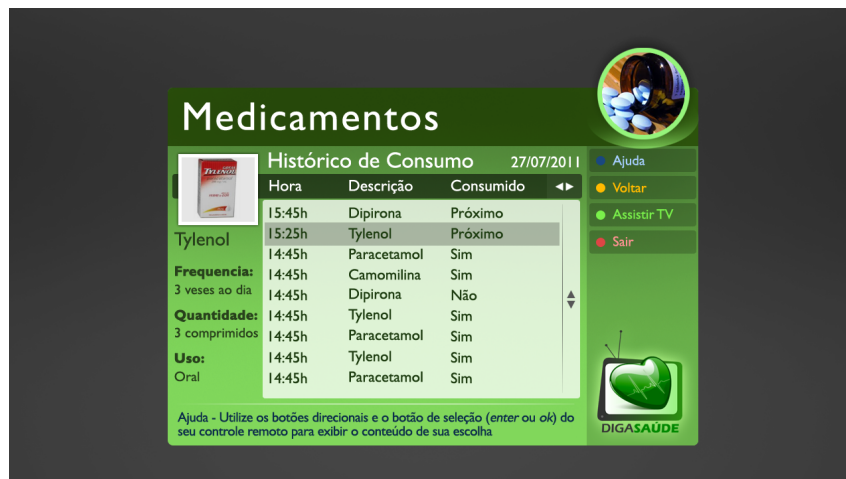 Medicamentos
Histórico de Consumo 27/07/2011
Hora Descrição Consumido
15:45h Dipirona Próximo
15:25h Tylenol Próximo
14:45h Paracetamol Sim
14:45h Camomilina Sim
14:45h Dipirona Não
14:45h Tylenol Sim
14:45h Paracetamol Sim
14:45h Tylenol Sim
14:45h Paracetamol Sim
TYLENOL
Tylenol
Frequencia:
3 veses ao dia
Quantidade:
3 comprimidos
Uso:
Oral
Ajuda
Voltar
Assistir TV
Sair
DIGASAÚDE
Ajuda - Utilize os botões direcionais e o botão de seleção (enter ou ok) do
seu controle remoto para exibir o conteúdo de sua escolha